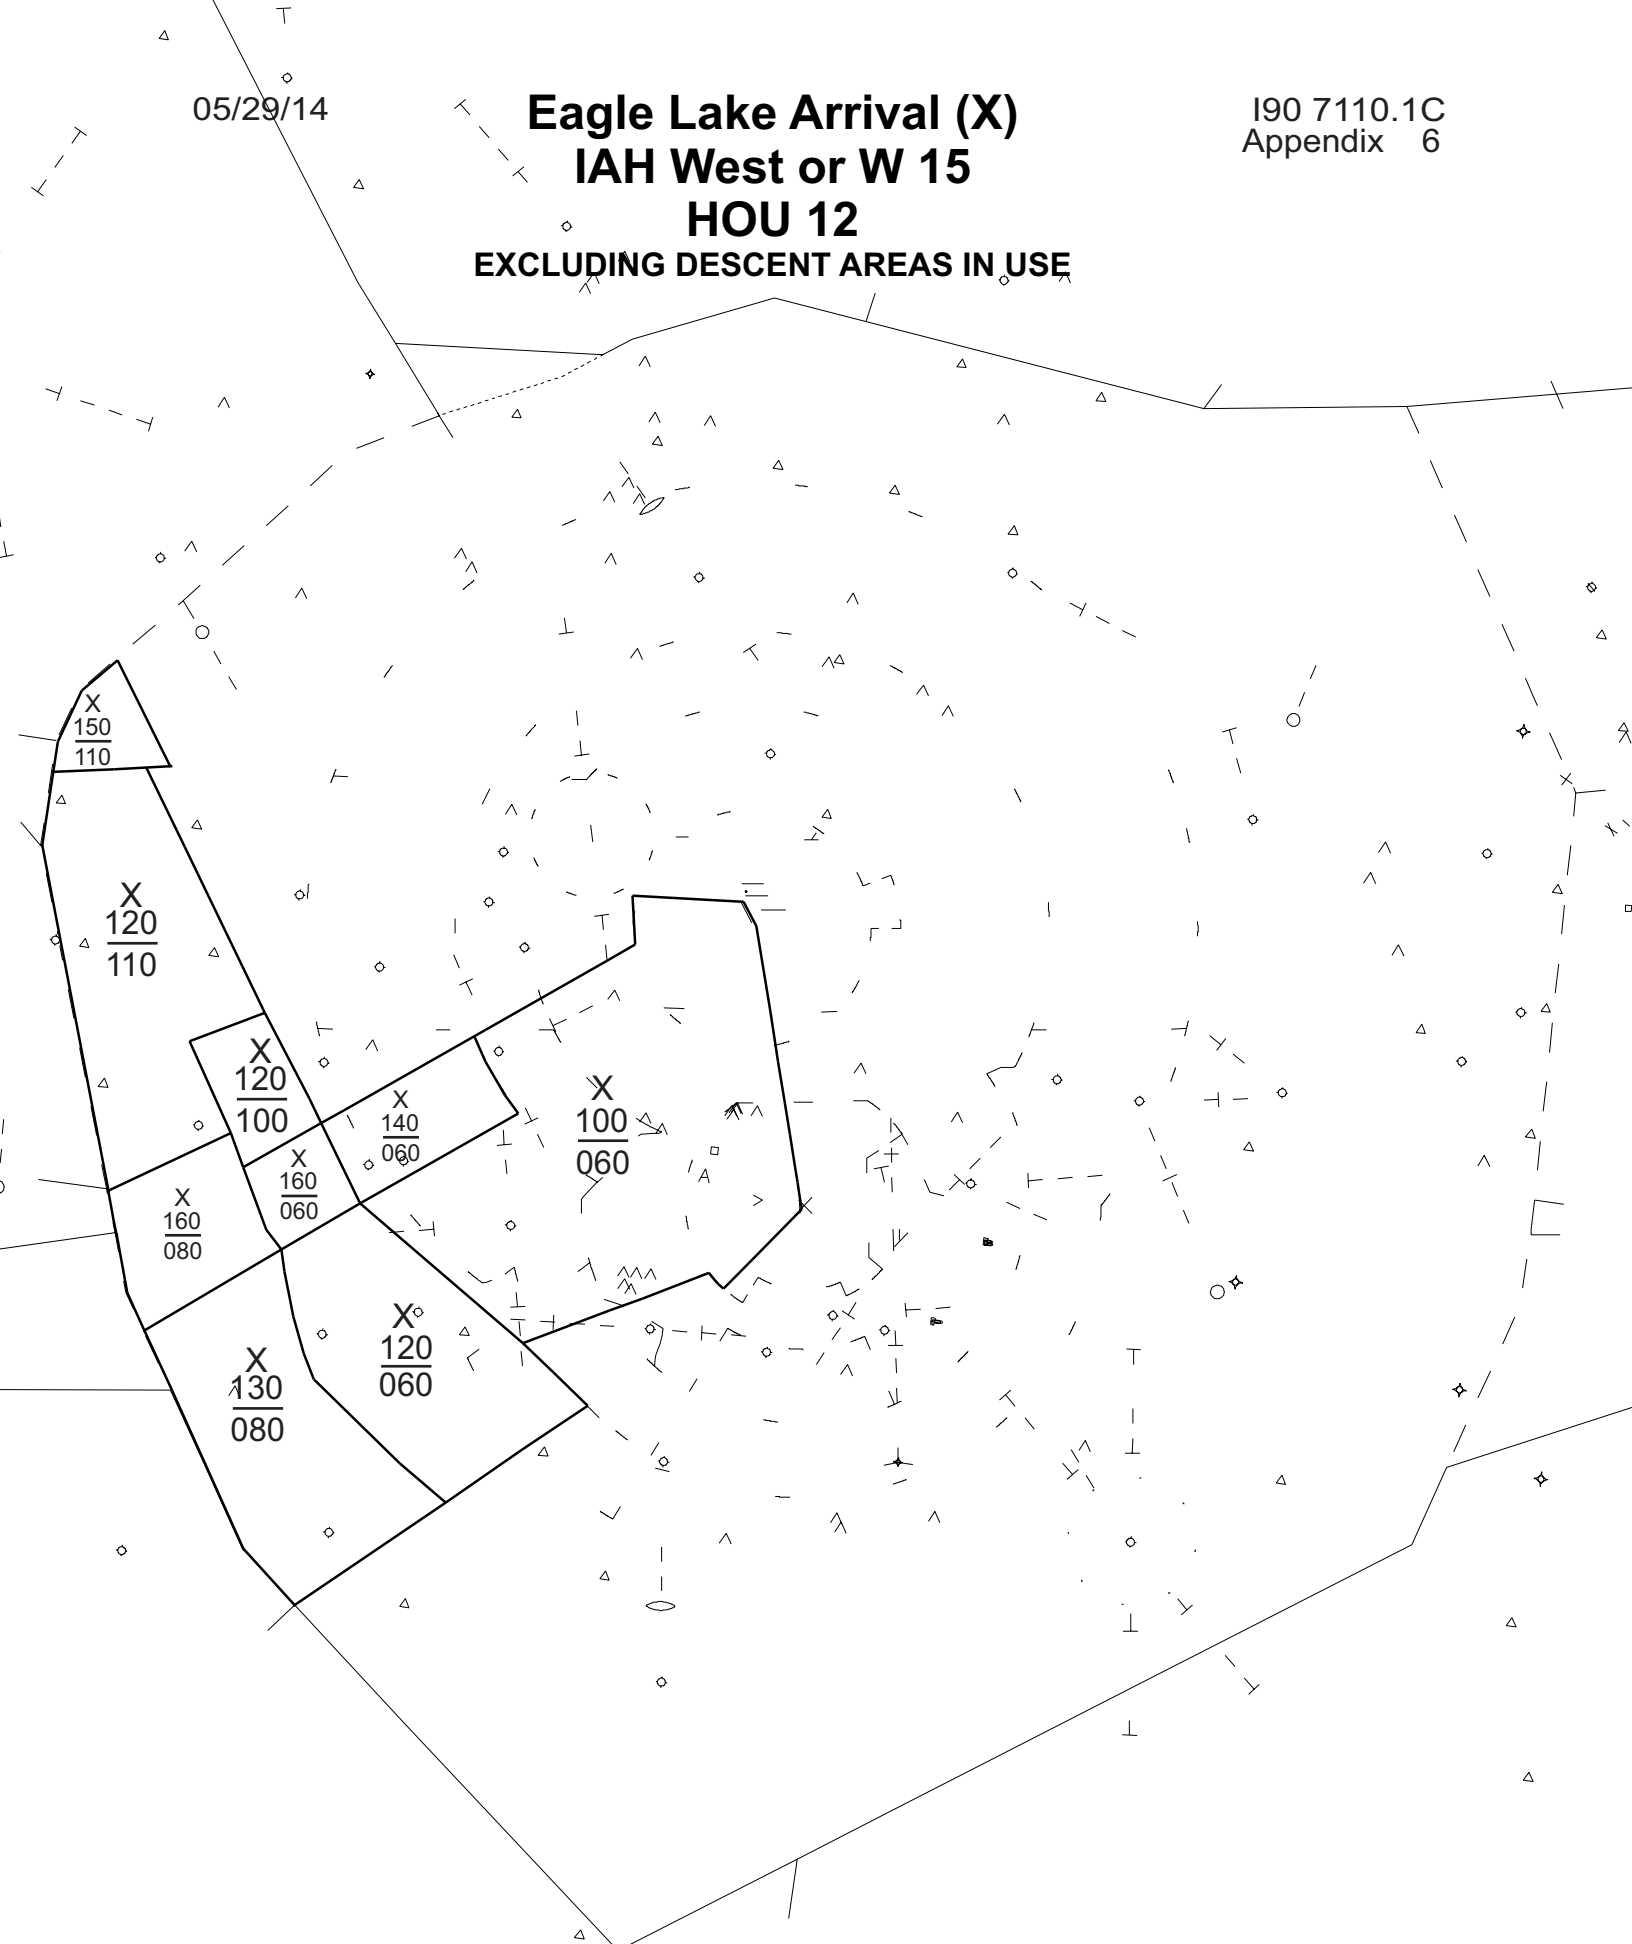 05/29/14
Eagle Lake Arrival (X)
IAH West or W 15
HOU 12
EXCLUDING DESCENT AREAS IN USE
I90 7110.1C
Appendix 6
X
150
110
X
120
110
X
120
100
X
140
060
X
100
060
X
160
060
X
160
080
X
120
060
X
130
080